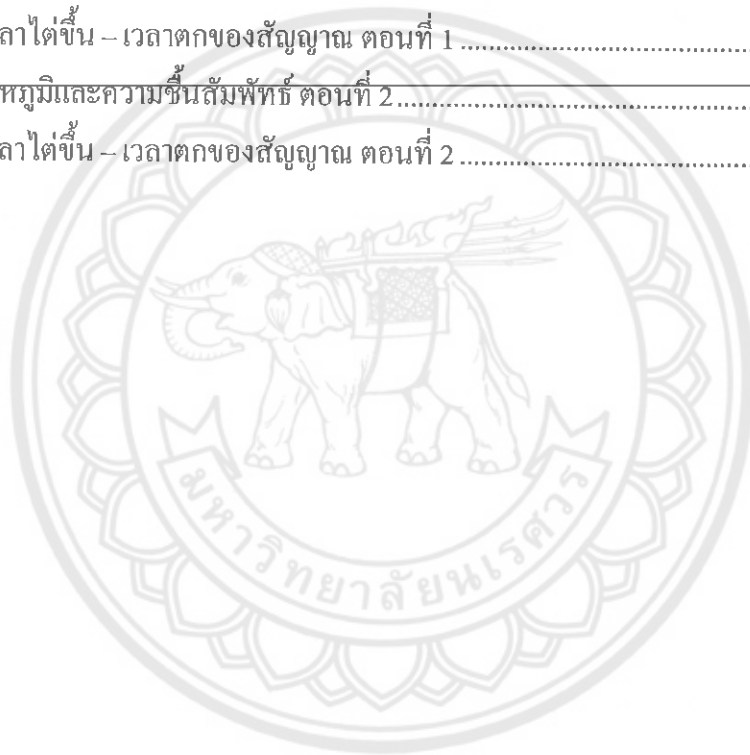 ลาไต่ขึ้น – เวลาตกของสัญญาณ ตอนที่ 1
หภูมิและความชื้นสัมพัทธ์ ตอนที่ 2
ลาไต่ขึ้น – เวลาตกของสัญญาณ ตอนที่ 2
มหาวิทยาลัยนเรศวร